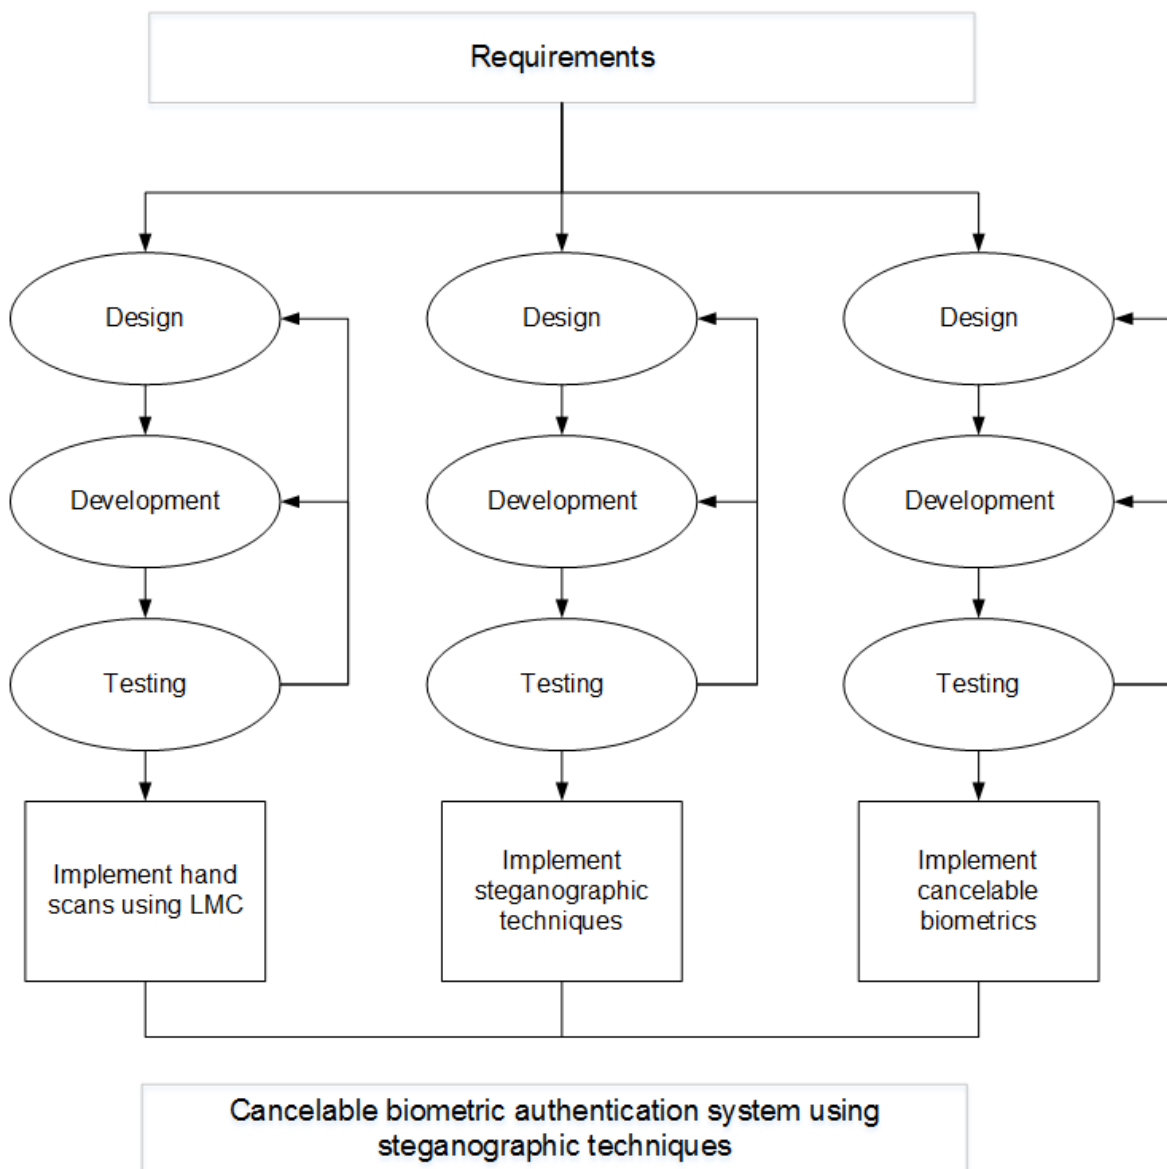 Requirements
Design
Design
Design
Development
Development
Development
Testing
Testing
Testing
Implement hand
scans using LMC
Implement
steganographic
techniques
Implement
cancelable
biometrics
Cancelable biometric authentication system using
steganographic techniques